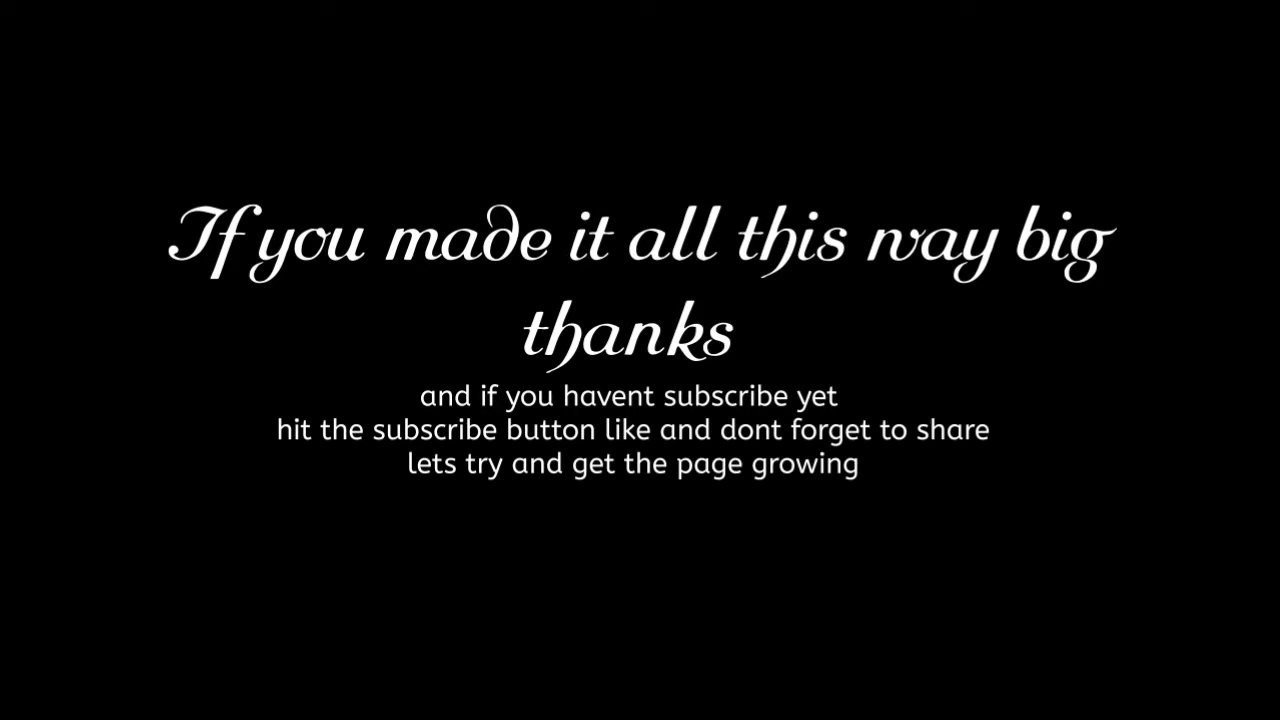 If you made it all this way big
thanks
and if you havent subscribe yet
hit the subscribe button like and dont forget to share
lets try and get the page growing